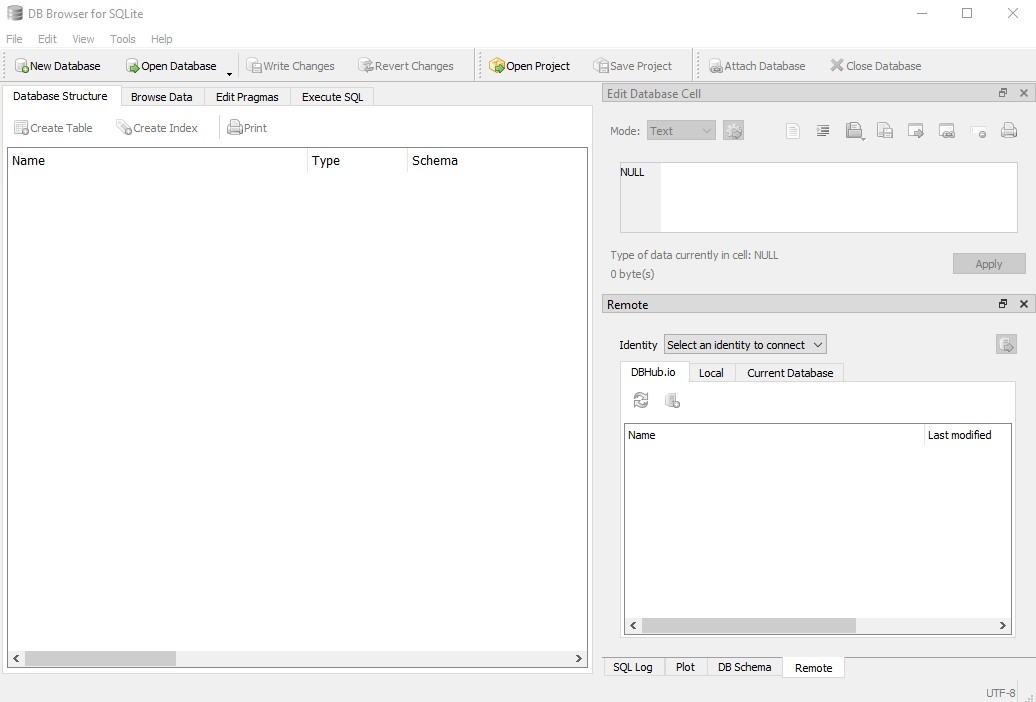 DB Browser for SQLite
File Edit View Tools Help
New Database Open Database Write Changes Revert Changes Open Project Save Project Attach Database Close Database
Database Structure Browse Data Edit Pragmas Execute SQL
Create Table Create Index Print
Name Type Schema
Edit Database Cell
Mode: Text
NULL
Type of data currently in cell: NULL
0 byte(s)
Apply
Remote
Identity Select an identity to connect
DBHub.io Local Current Database
Name Last modified
SQL Log Plot DB Schema Remote
UTF-8